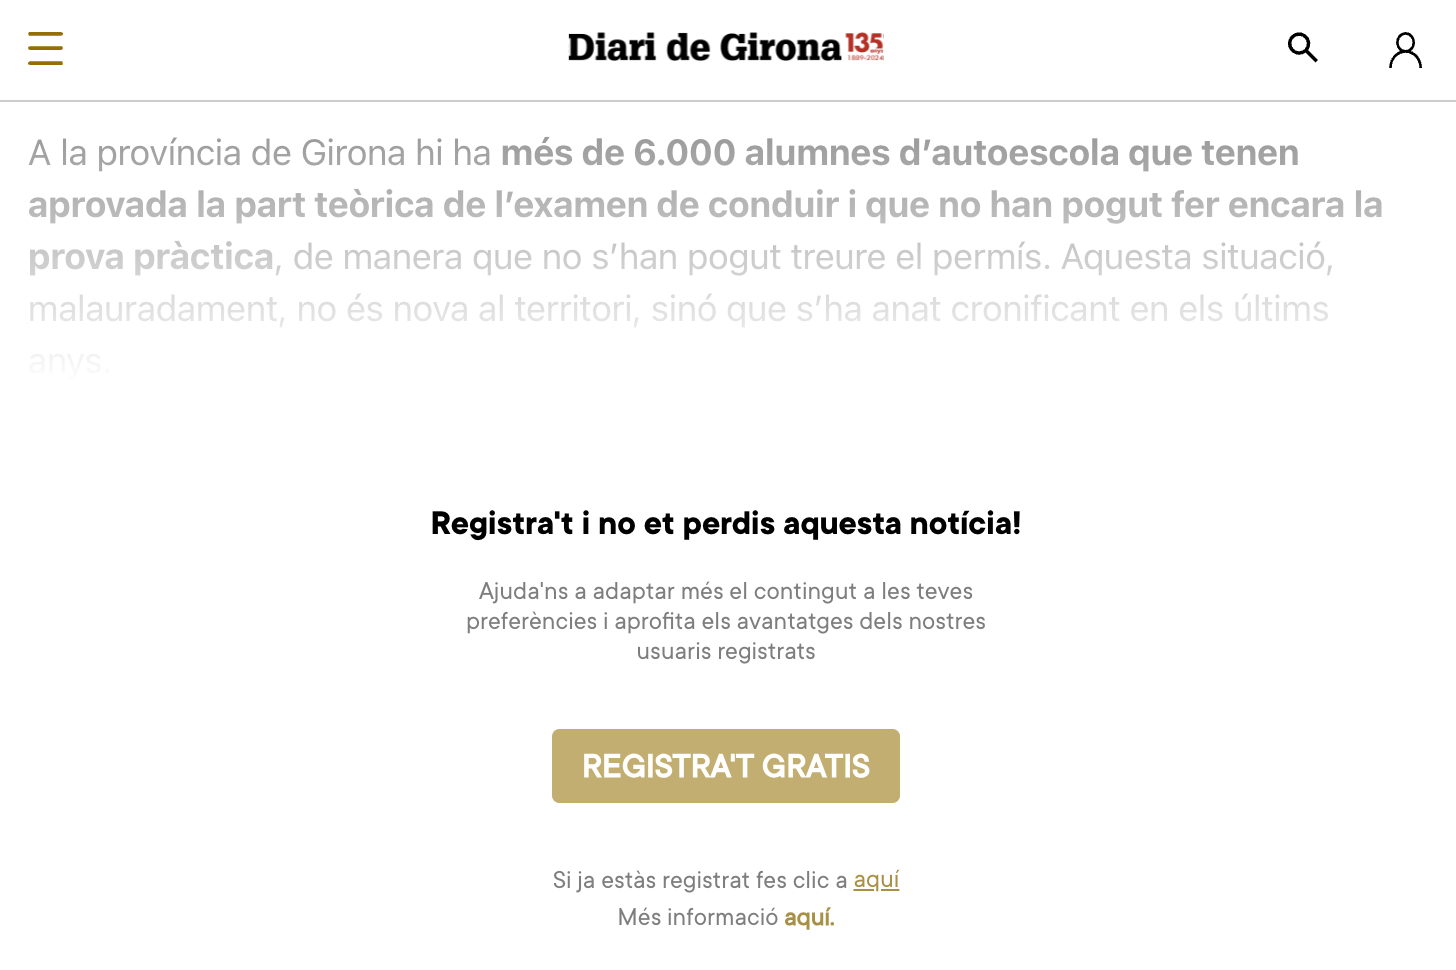 Diari de Girona 135 anys 1889-2024
A la província de Girona hi ha més de 6.000 alumnes d’autoescola que tenen
aprovada la part teòrica de l’examen de conduir i que no han pogut fer encara la
prova pràctica, de manera que no s’han pogut treure el permís. Aquesta situació,
malauradament, no és nova al territori, sinó que s’ha anat cronificant en els últims
anys.
Registra't i no et perdis aquesta notícia!
Ajuda'ns a adaptar més el contingut a les teves
preferències i aprofita els avantatges dels nostres
usuaris registrats
REGISTRA'T GRATIS
Si ja estàs registrat fes clic a aquí
Més informació aquí.